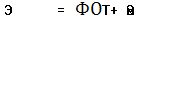 Э = ФОт+